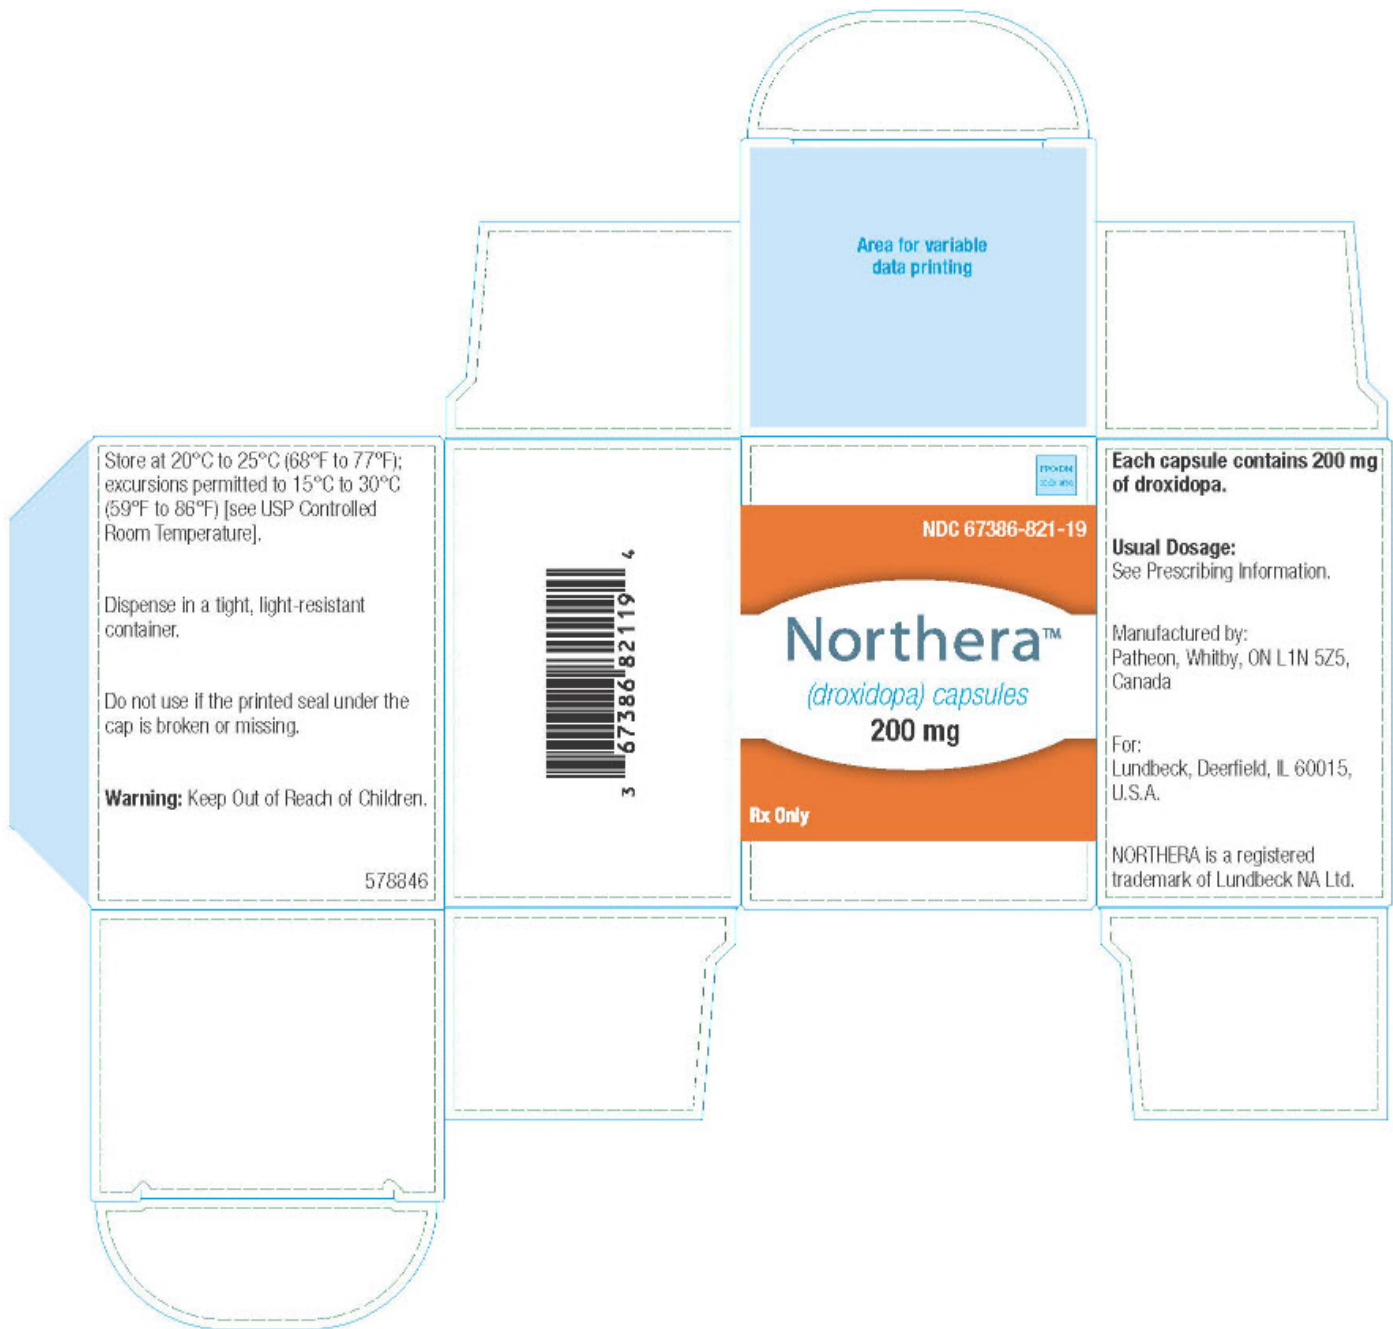 Area for variable
data printing
Store at 20°C to 25°C (68°F to 77°F);
excursions permitted to 15°C to 30°C
(59°F to 86°F) [see USP Controlled
Room Temperature].
Dispense in a tight, light-resistant
container.
Do not use if the printed seal under the
cap is broken or missing.
Warning: Keep Out of Reach of Children.
578846
3 67386 82119 4
NDC 67386-821-19
Northera™
(droxidopa) capsules
200 mg
Rx Only
Each capsule contains 200 mg
of droxidopa.
Usual Dosage:
See Prescribing Information.
Manufactured by:
Patheon, Whitby, ON L1N 5Z5,
Canada
For:
Lundbeck, Deerfield, IL 60015,
U.S.A.
NORTHERA is a registered
trademark of Lundbeck NA Ltd.